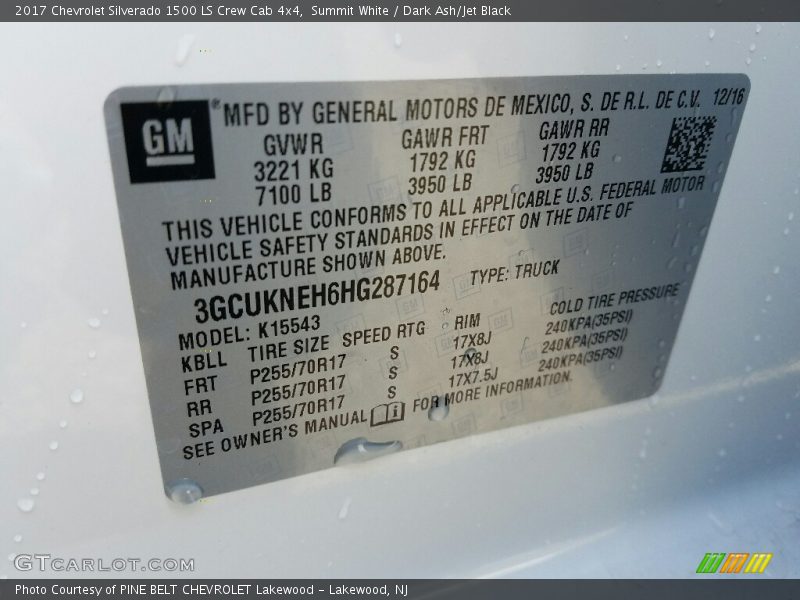 2017 Chevrolet Silverado 1500 LS Crew Cab 4x4,  Summit White / Dark Ash/Jet Black
GM
® MFD BY GENERAL MOTORS DE MEXICO, S. DE R.L. DE C.V. 12/16
GVWR GAWR FRT GAWR RR
3221 KG 1792 KG 1792 KG
7100 LB 3950 LB 3950 LB
THIS VEHICLE CONFORMS TO ALL APPLICABLE U.S. FEDERAL MOTOR
VEHICLE SAFETY STANDARDS IN EFFECT ON THE DATE OF
MANUFACTURE SHOWN ABOVE.
3GCUKNEH6HG287164 TYPE: TRUCK
MODEL: K15543
KBLL TIRE SIZE SPEED RTG RIM COLD TIRE PRESSURE
FRT P255/70R17 S 17X8J 240KPA(35PSI)
RR P255/70R17 S 17X8J 240KPA(35PSI)
SPA P255/70R17 S 17X7.5J 240KPA(35PSI)
SEE OWNER'S MANUAL FOR MORE INFORMATION.
GTCARLOT.COM
Photo Courtesy of PINE BELT CHEVROLET Lakewood - Lakewood, NJ